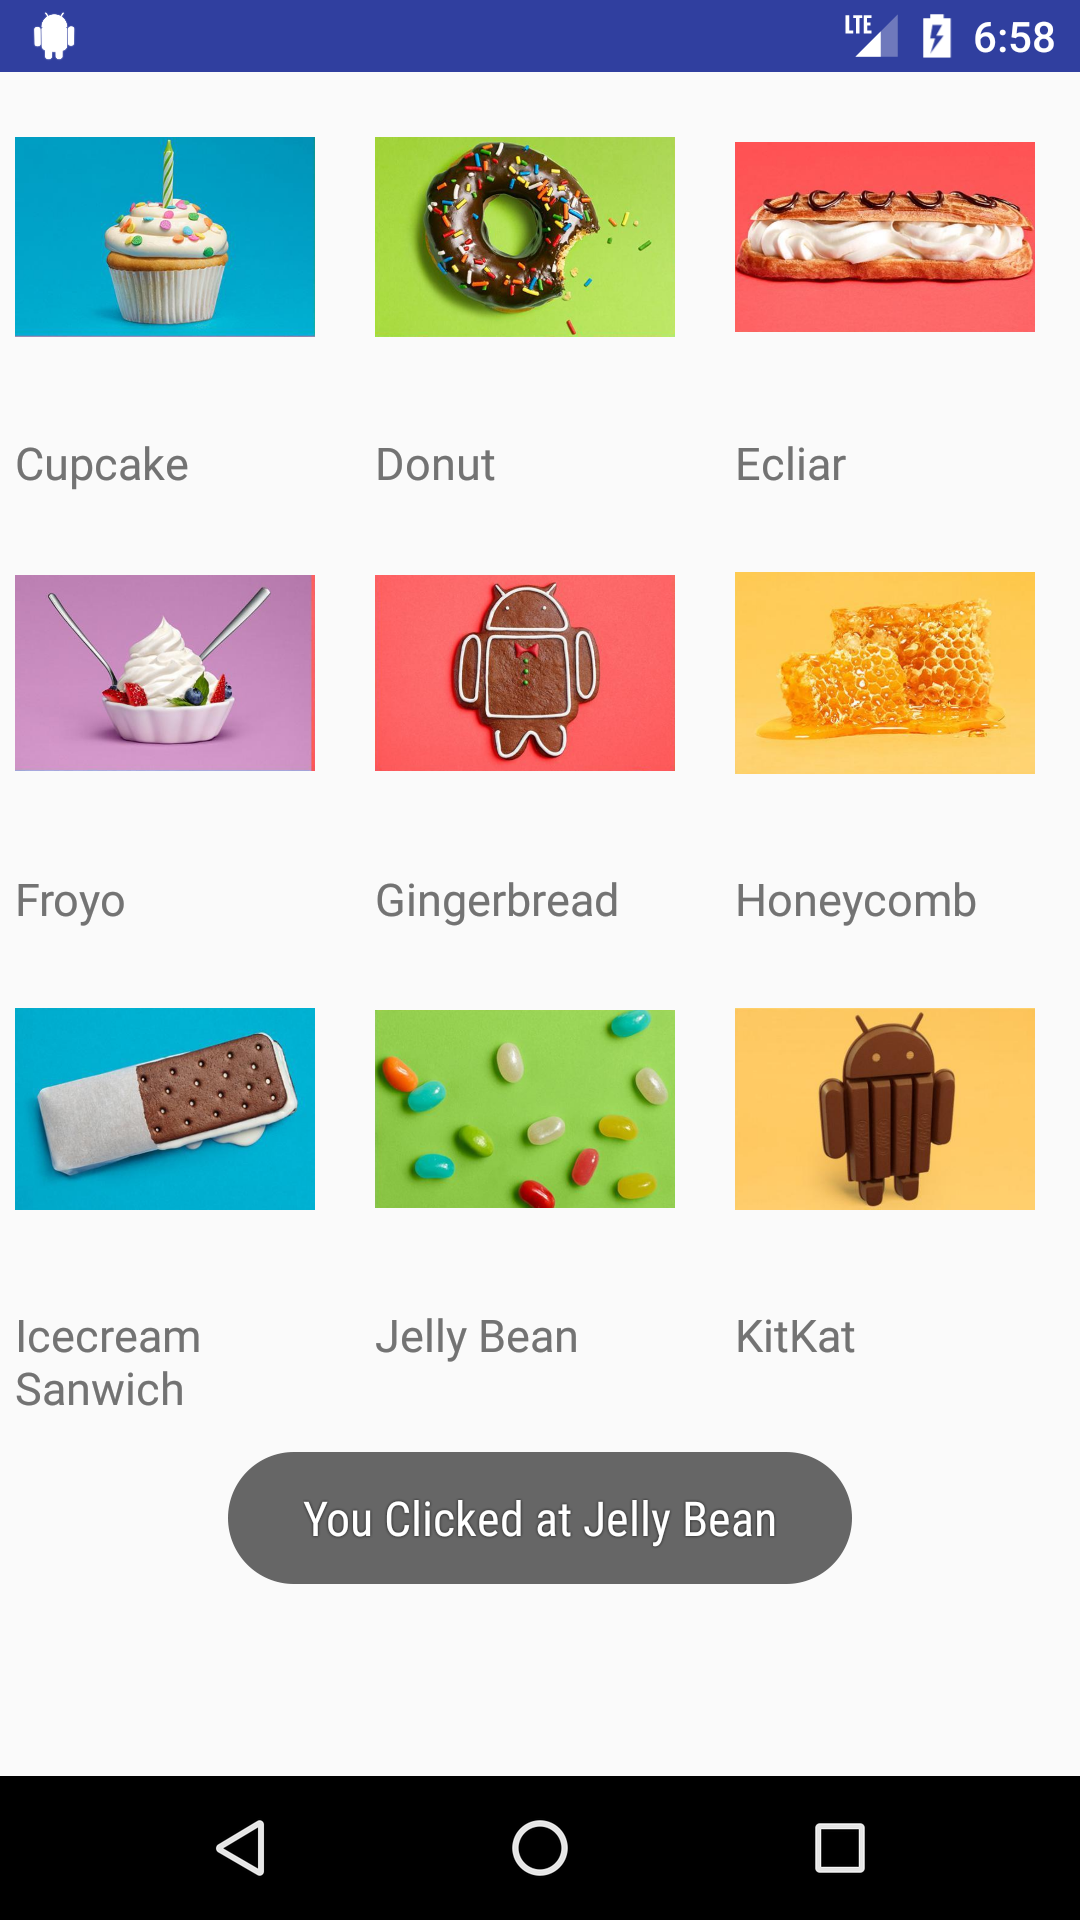 LTE 6:58
Cupcake Donut Ecliar
Froyo Gingerbread Honeycomb
Icecream Jelly Bean KitKat
Sanwich
You Clicked at Jelly Bean